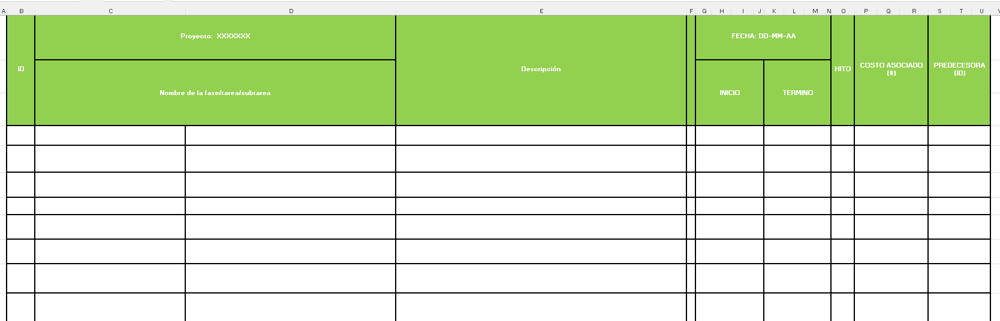 A B C D E F G H I J K L M N O P Q R S T U
ID
Proyecto:  XXXXXXX
Nombre de la fase/tarea/subtarea
Descripción
FECHA: DD-MM-AA
INICIO
TERMINO
HITO
COSTO ASOCIADO
($)
PREDECESORA
(ID)